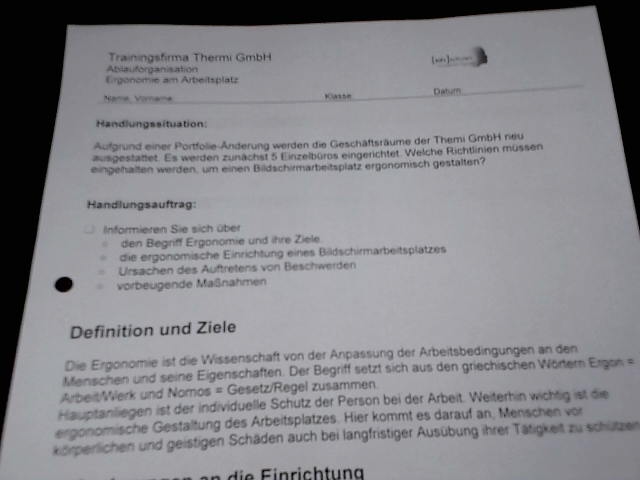 Trainingsfirma Thermi GmbH
Ablauforganisation
Ergonomie am Arbeitsplatz
Name, Vorname: Klasse: Datum:
Handlungssituation:
Aufgrund einer Portfolio-Änderung werden die Geschäftsräume der Themi GmbH neu
ausgestattet. Es werden zunächst 5 Einzelbüros eingerichtet. Welche Richtlinien müssen
eingehalten werden, um einen Bildschirmarbeitsplatz ergonomisch gestalten?
Handlungsauftrag:
Informieren Sie sich über
den Begriff Ergonomie und ihre Ziele.
die ergonomische Einrichtung eines Bildschirmarbeitsplatzes
Ursachen des Auftretens von Beschwerden
vorbeugende Maßnahmen
Definition und Ziele
Die Ergonomie ist die Wissenschaft von der Anpassung der Arbeitsbedingungen an den
Menschen und seine Eigenschaften. Der Begriff setzt sich aus den griechischen Wörtern Ergon =
Arbeit/Werk und Nomos = Gesetz/Regel zusammen.
Hauptanliegen ist der individuelle Schutz der Person bei der Arbeit. Weiterhin wichtig ist die
ergonomische Gestaltung des Arbeitsplatzes. Hier kommt es darauf an, Menschen vor
körperlichen und geistigen Schäden auch bei langfristiger Ausübung ihrer Tätigkeit zu schützen
an die Einrichtung